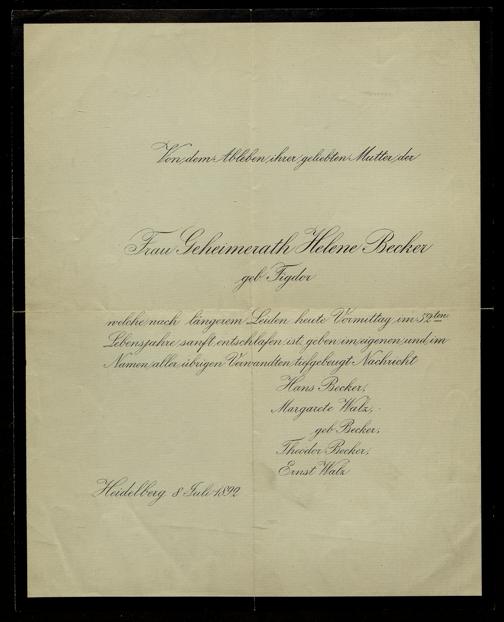 Von dem Ableben ihrer geliebten Mutter, der
Frau Geheimerath Helene Becker
geb. Figdor
welche nach längerem Leiden heute Vormittag im 52ten
Lebensjahre sanft entschlafen ist, geben im eigenen und im
Namen aller übrigen Verwandten tiefgebeugt Nachricht
Hans Becker,
Margarete Walz,
geb. Becker,
Theodor Becker,
Ernst Walz
Heidelberg 8 Juli 1892